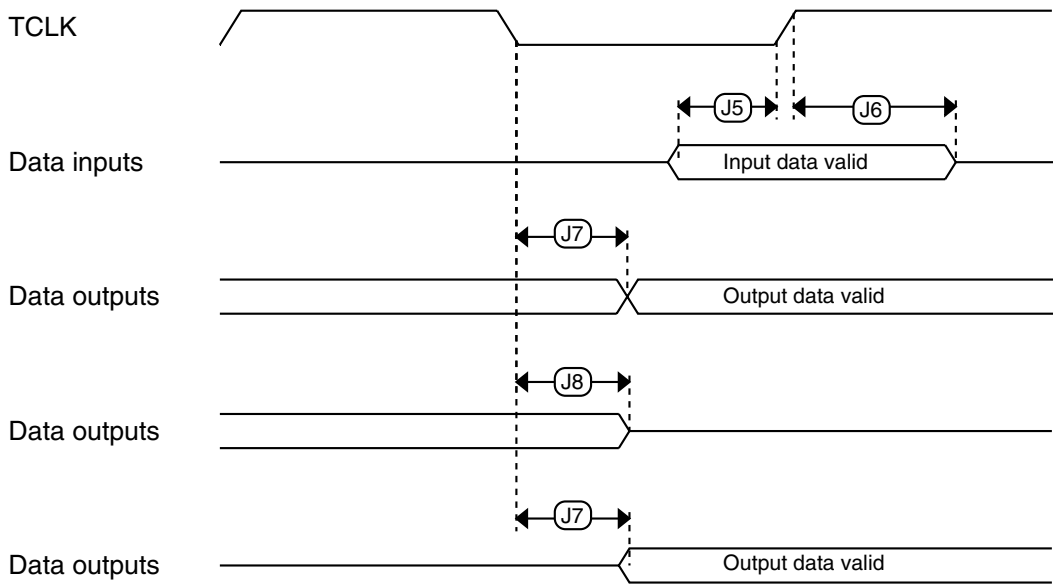 TCLK
J5
J6
Data inputs
Input data valid
J7
Data outputs
Output data valid
J8
Data outputs
J7
Data outputs
Output data valid